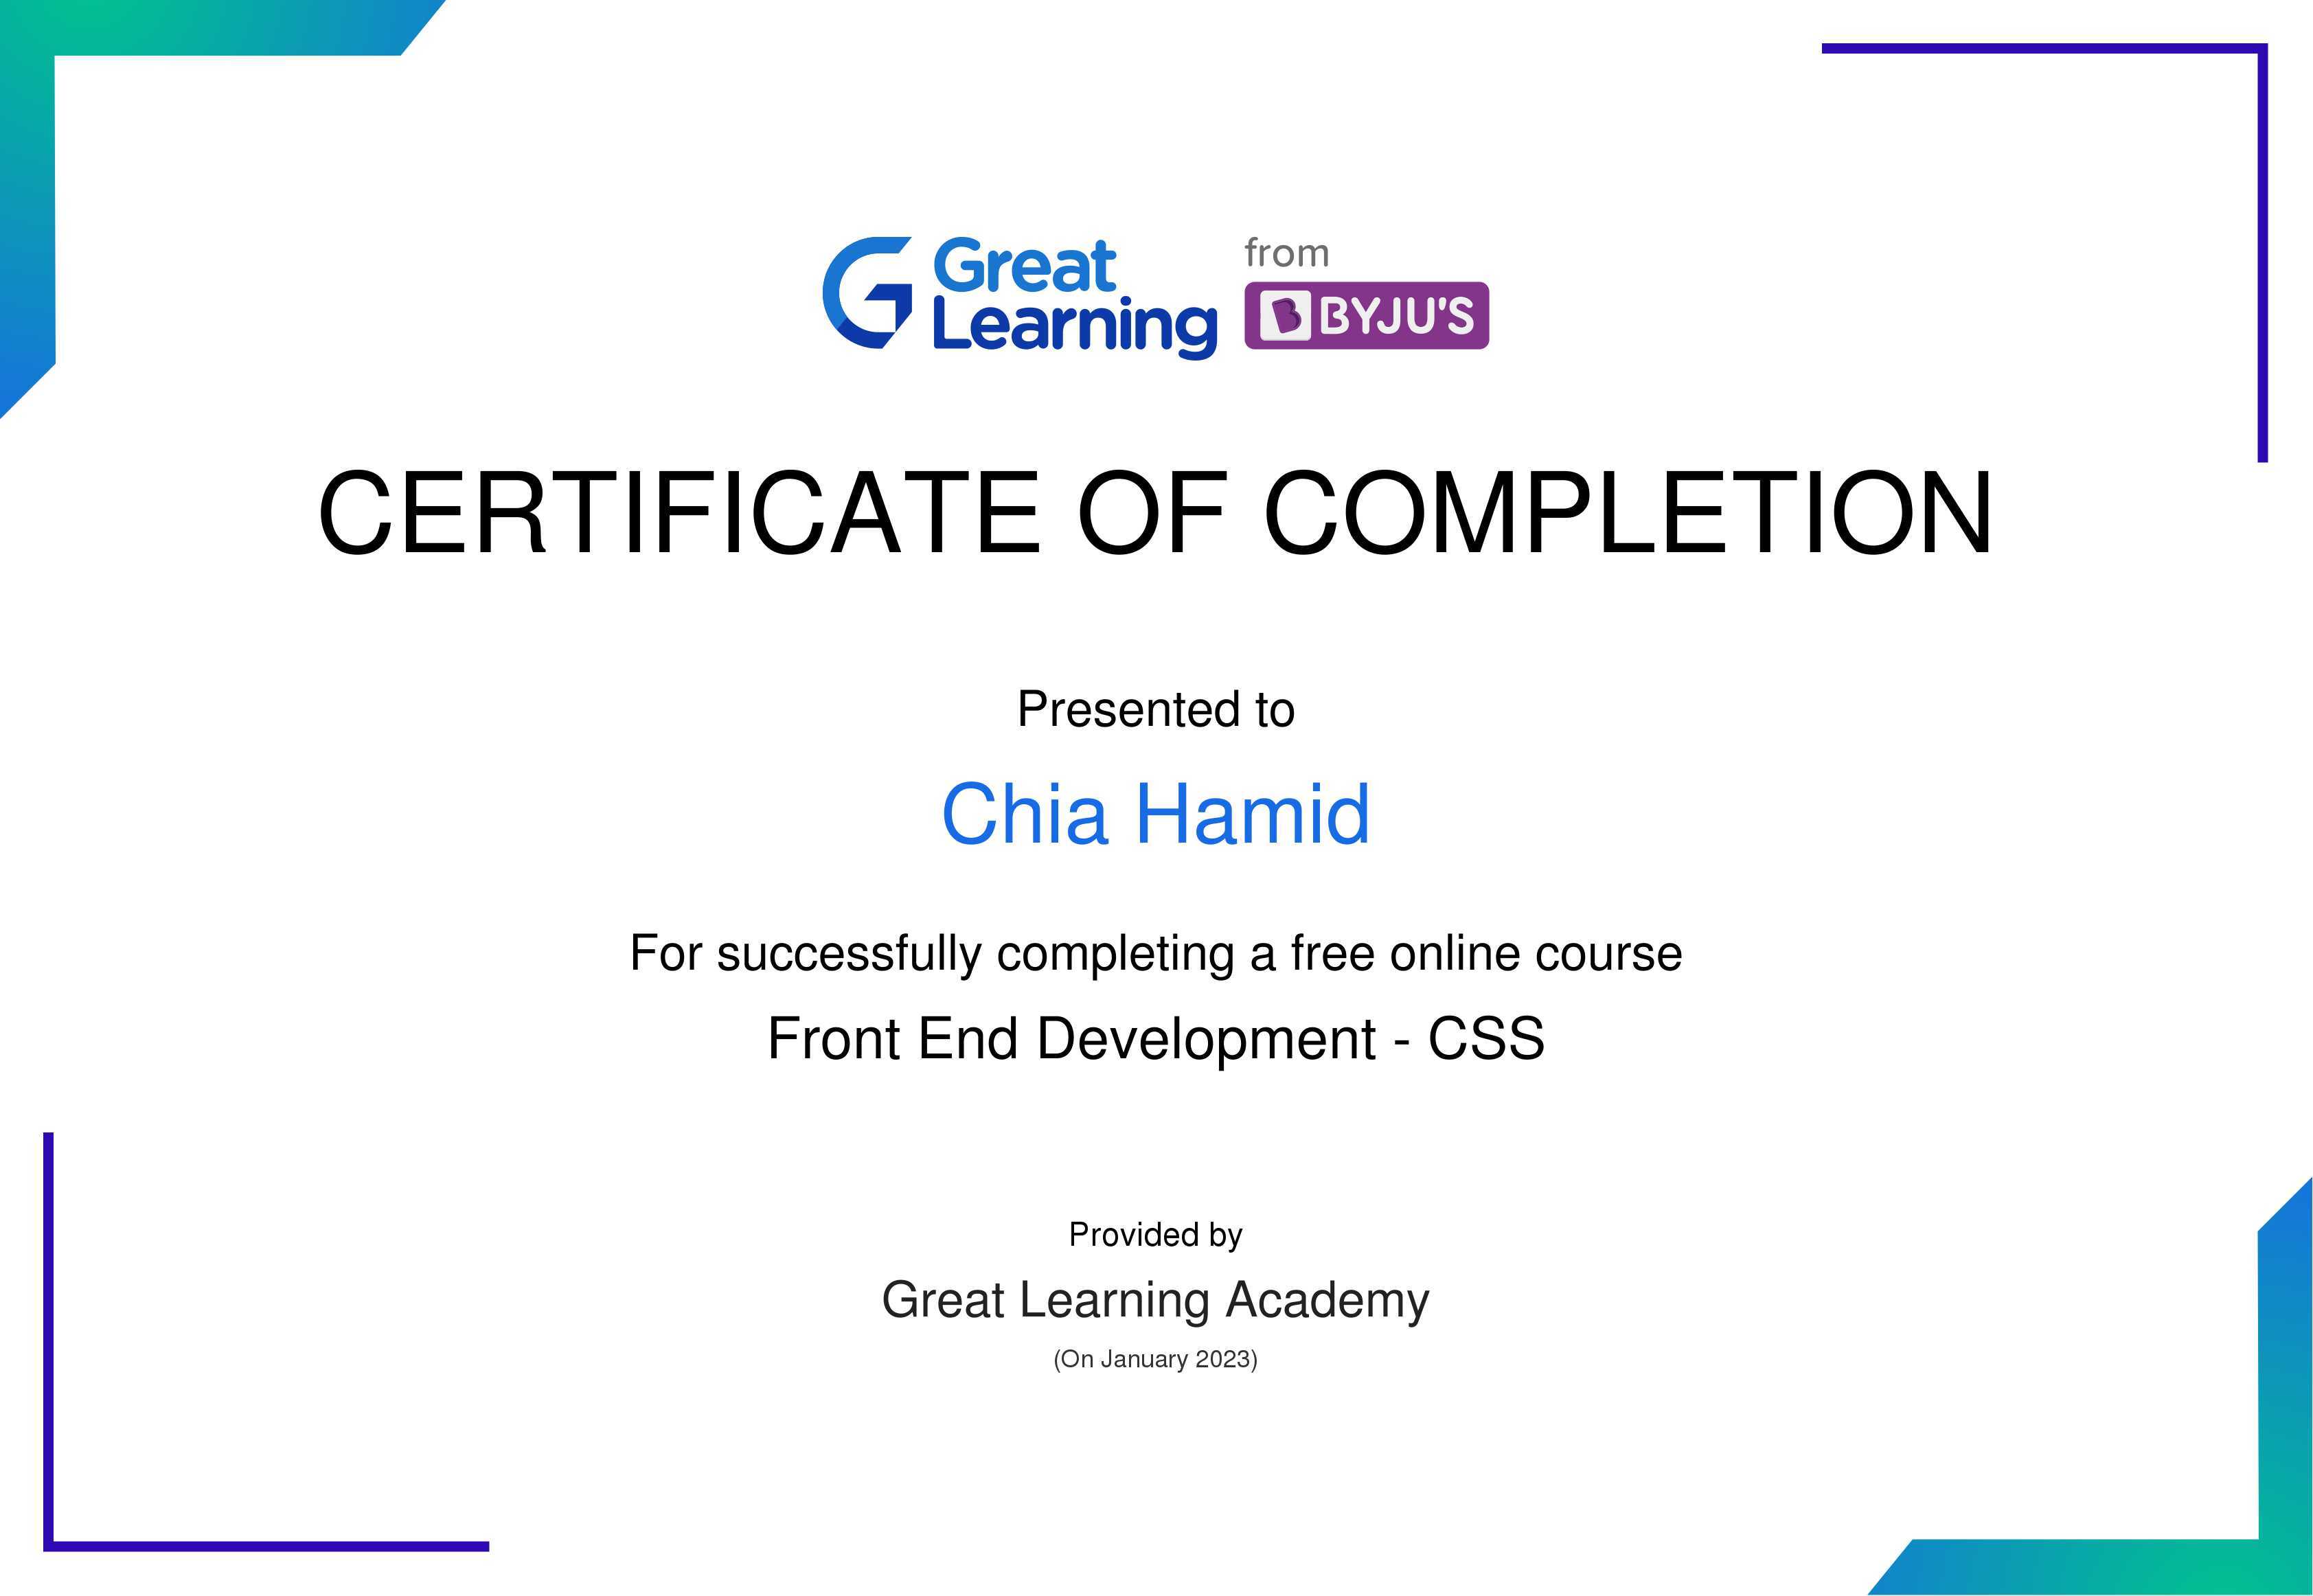 Great
Learning
from
BYJU'S
CERTIFICATE OF COMPLETION
Presented to
Chia Hamid
For successfully completing a free online course
Front End Development - CSS
Provided by
Great Learning Academy
(On January 2023)